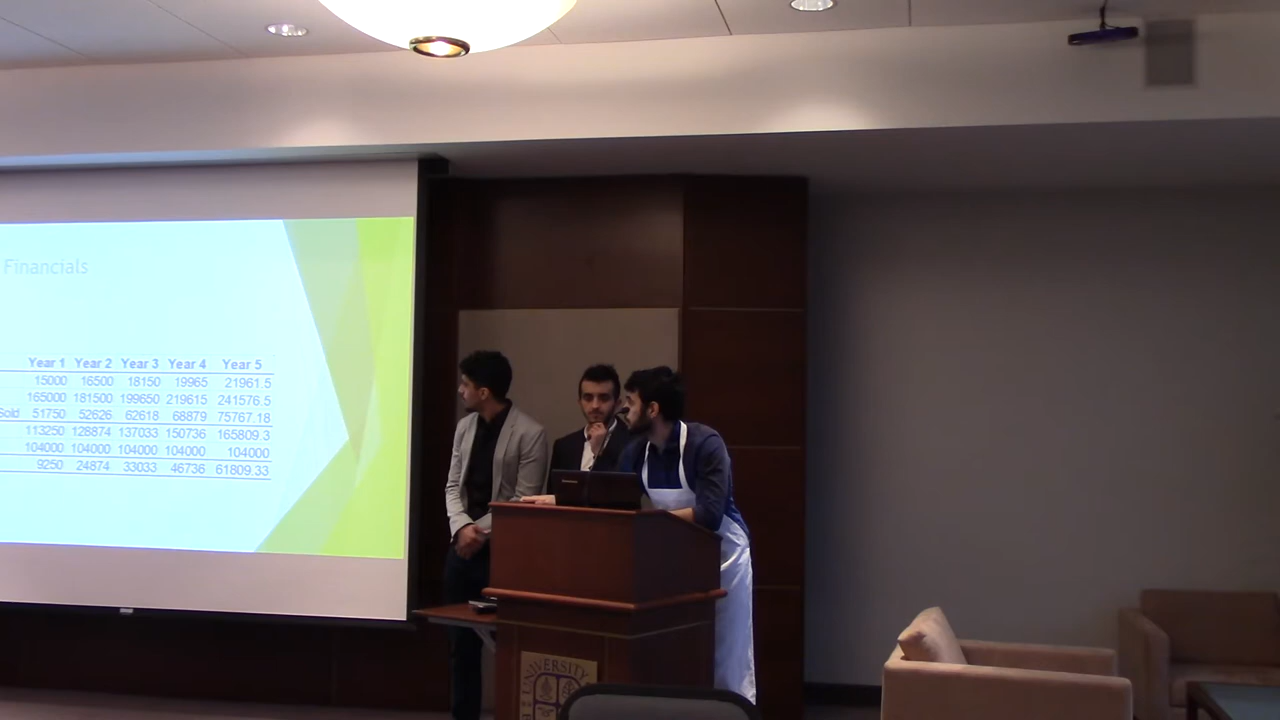 Financials
Year 1 Year 2 Year 3 Year 4 Year 5
15000 16500 18150 19965 21961.5
165000 181500 199650 219615 241576.5
Sold 51750 52626 62618 68879 75767.18
113250 128874 137033 150736 165809.3
104000 104000 104000 104000 104000
9250 24874 33033 46736 61809.33
UNIVERSITY